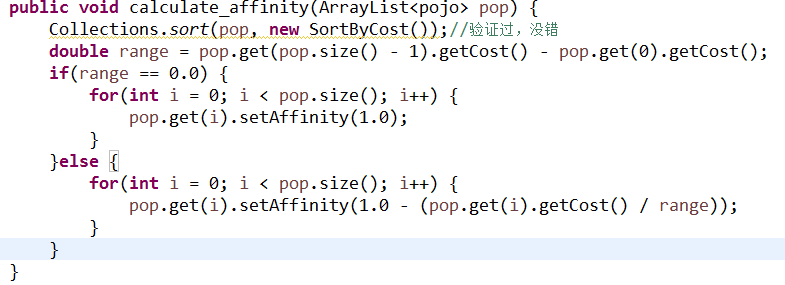 public void calculate_affinity(ArrayList<pojo> pop) {
    Collections.sort(pop, new SortByCost());//验证过，没错
    double range = pop.get(pop.size() - 1).getCost() - pop.get(0).getCost();
    if(range == 0.0) {
        for(int i = 0; i < pop.size(); i++) {
            pop.get(i).setAffinity(1.0);
        }
    }else {
        for(int i = 0; i < pop.size(); i++) {
            pop.get(i).setAffinity(1.0 - (pop.get(i).getCost() / range));
        }
    }
}